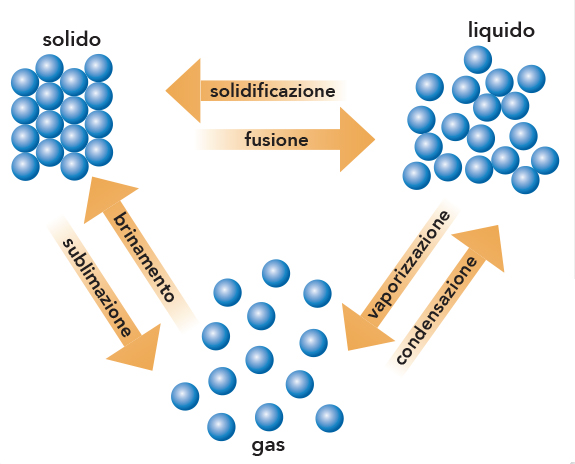 solido
liquido
solidificazione
fusione
brinamento
sublimazione
vaporizzazione
condensazione
gas